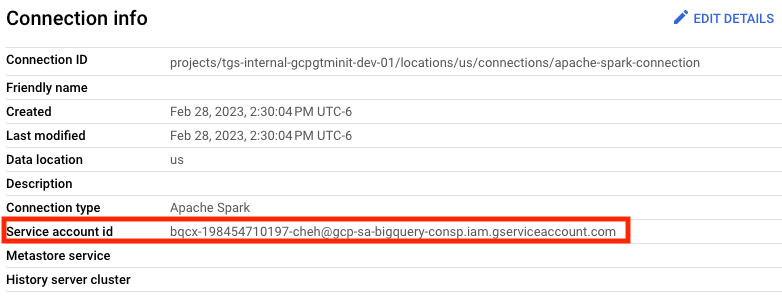 Connection info
EDIT DETAILS
Connection ID projects/tgs-internal-gcpgtminit-dev-01/locations/us/connections/apache-spark-connection
Friendly name
Created Feb 28, 2023, 2:30:04 PM UTC-6
Last modified Feb 28, 2023, 2:30:04 PM UTC-6
Data location us
Description
Connection type Apache Spark
Service account id bqcx-198454710197-cheh@gcp-sa-bigquery-consp.iam.gserviceaccount.com
Metastore service
History server cluster